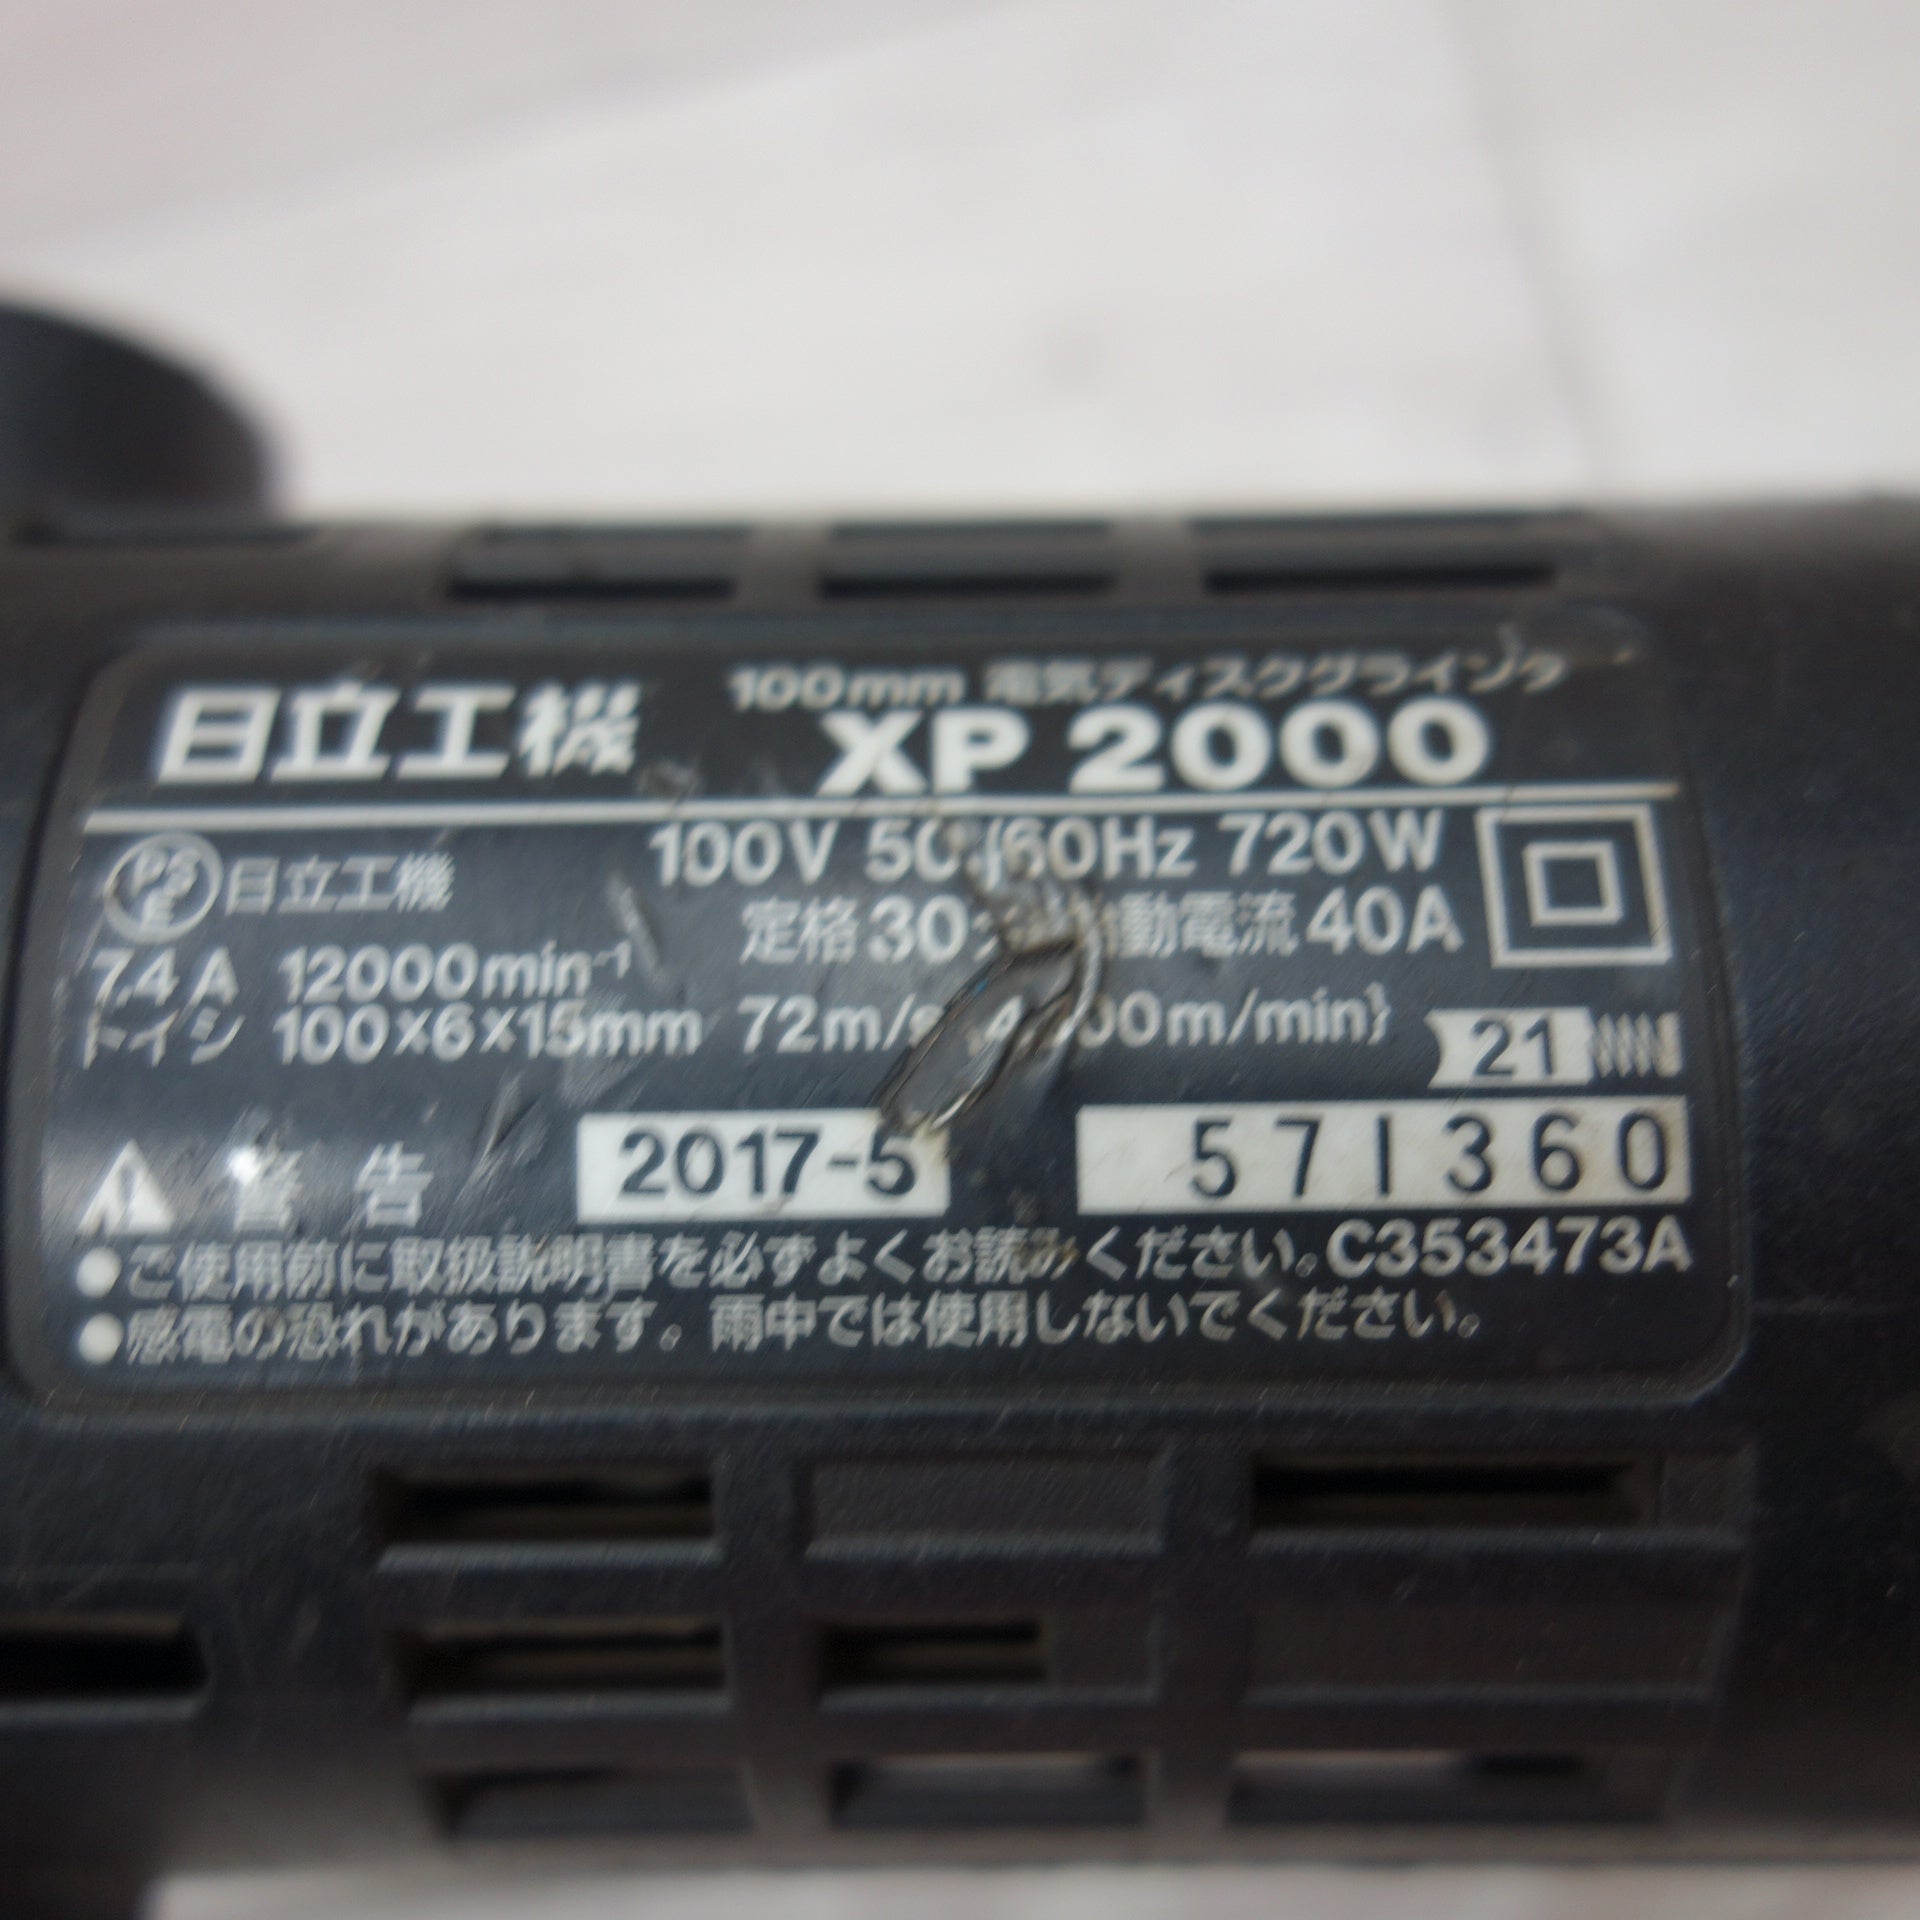 100mm 電気ディスクグラインダ
日立工機 XP 2000
100V 50/60Hz 720W
PSE 日立工機
定格30 動電流40A
7.4A 12000min⁻¹
トイシ 100×6×15mm 72m/s 00m/min}
21
警告 2017-5 571360
●ご使用前に取扱説明書を必ずよくお読みください。C353473A
●感電の恐れがあります。雨中では使用しないでください。